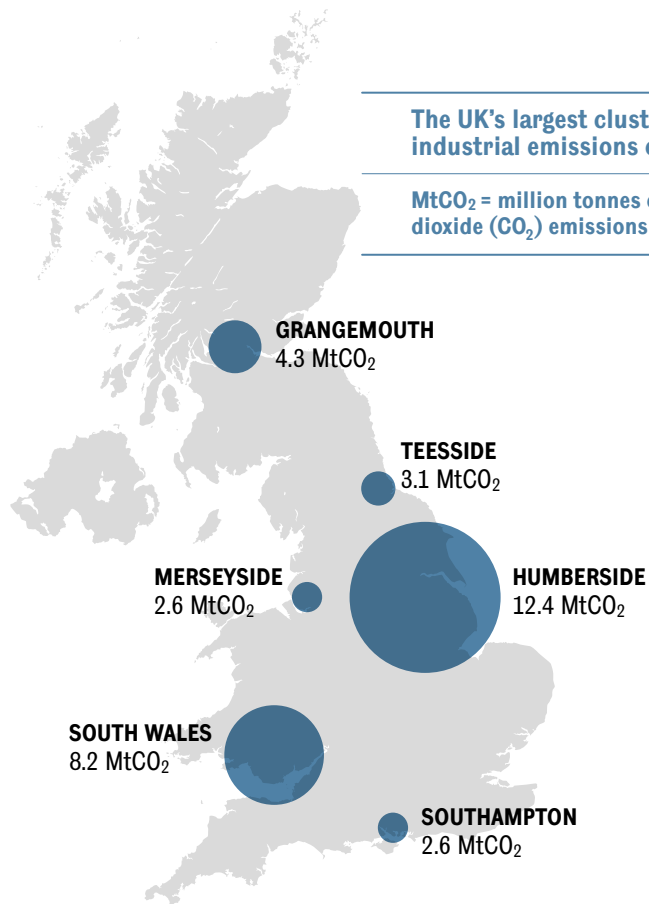 The UK's largest clust
industrial emissions
MtCO₂ = million tonnes
dioxide (CO₂) emissions
GRANGEMOUTH
4.3 MtCO₂
TEESSIDE
3.1 MtCO₂
MERSEYSIDE
2.6 MtCO₂
HUMBERSIDE
12.4 MtCO₂
SOUTH WALES
8.2 MtCO₂
SOUTHAMPTON
2.6 MtCO₂